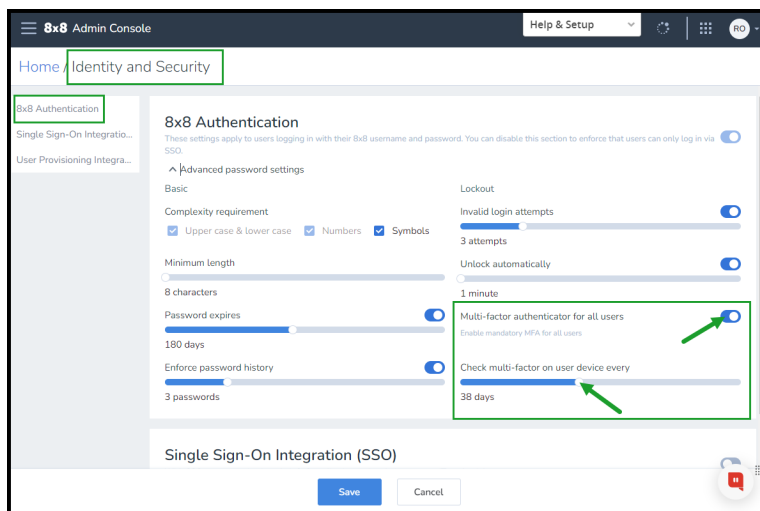 8x8 Admin Console
Help & Setup
RO
Home / Identity and Security
8x8 Authentication
Single Sign-On Integratio...
User Provisioning Integra...
8x8 Authentication
These settings apply to users logging in with their 8x8 username and password. You can disable this section to enforce that users can only log in via
SSO.
Advanced password settings
Basic
Lockout
Complexity requirement
Invalid login attempts
Upper case & lower case Numbers Symbols
3 attempts
Minimum length
Unlock automatically
8 characters
1 minute
Password expires
Multi-factor authenticator for all users
Enable mandatory MFA for all users
180 days
Enforce password history
Check multi-factor on user device every
3 passwords
38 days
Single Sign-On Integration (SSO)
Save
Cancel